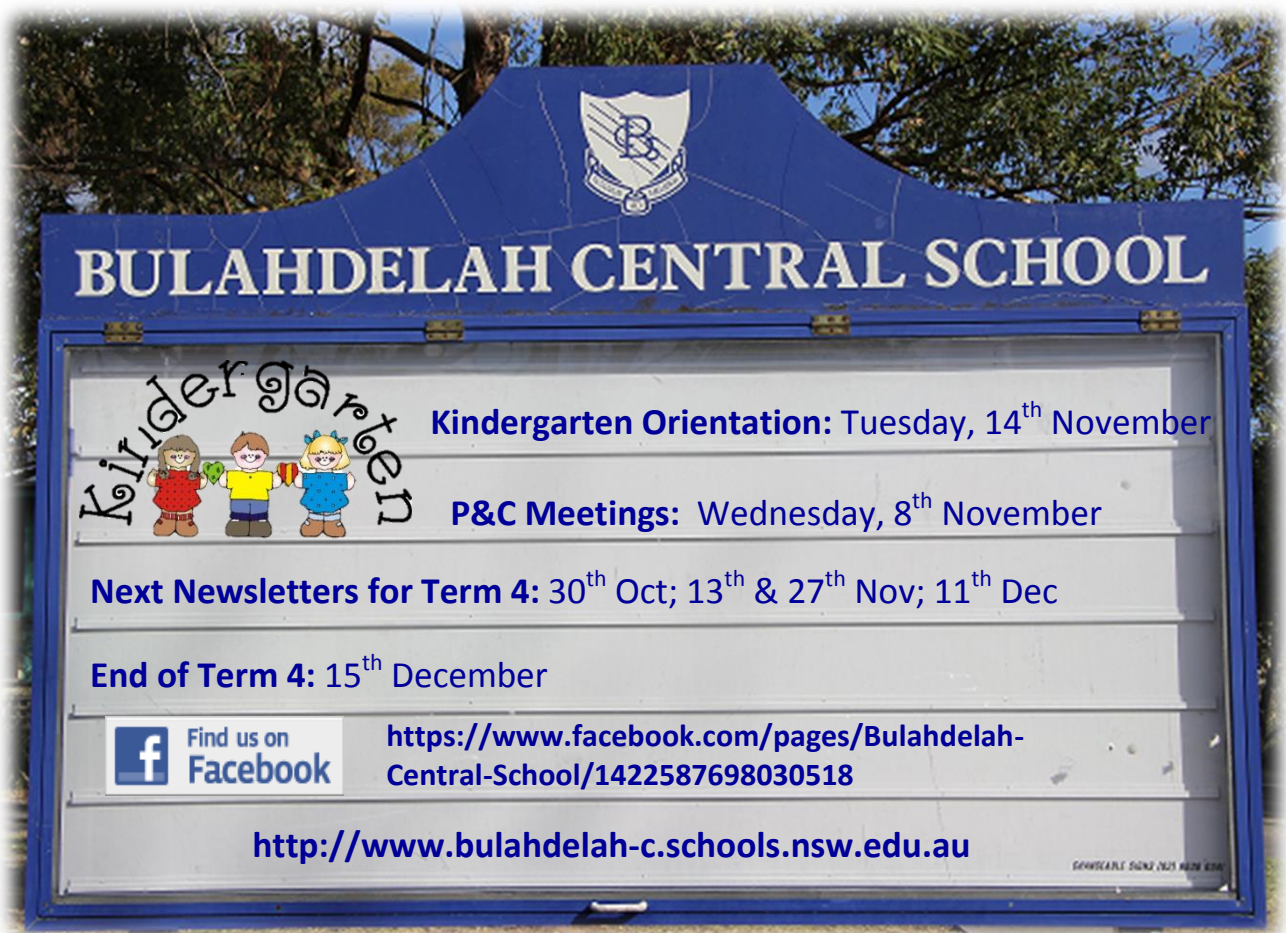 BULAHDELAH CENTRAL SCHOOL
Kindergarten
Kindergarten Orientation: Tuesday, 14th November
P&C Meetings: Wednesday, 8th November
Next Newsletters for Term 4: 30th Oct; 13th & 27th Nov; 11th Dec
End of Term 4: 15th December
Find us on
Facebook
https://www.facebook.com/pages/Bulahdelah-
Central-School/1422587698030518
http://www.bulahdelah-c.schools.nsw.edu.au
CHANGEABLE SIGNS